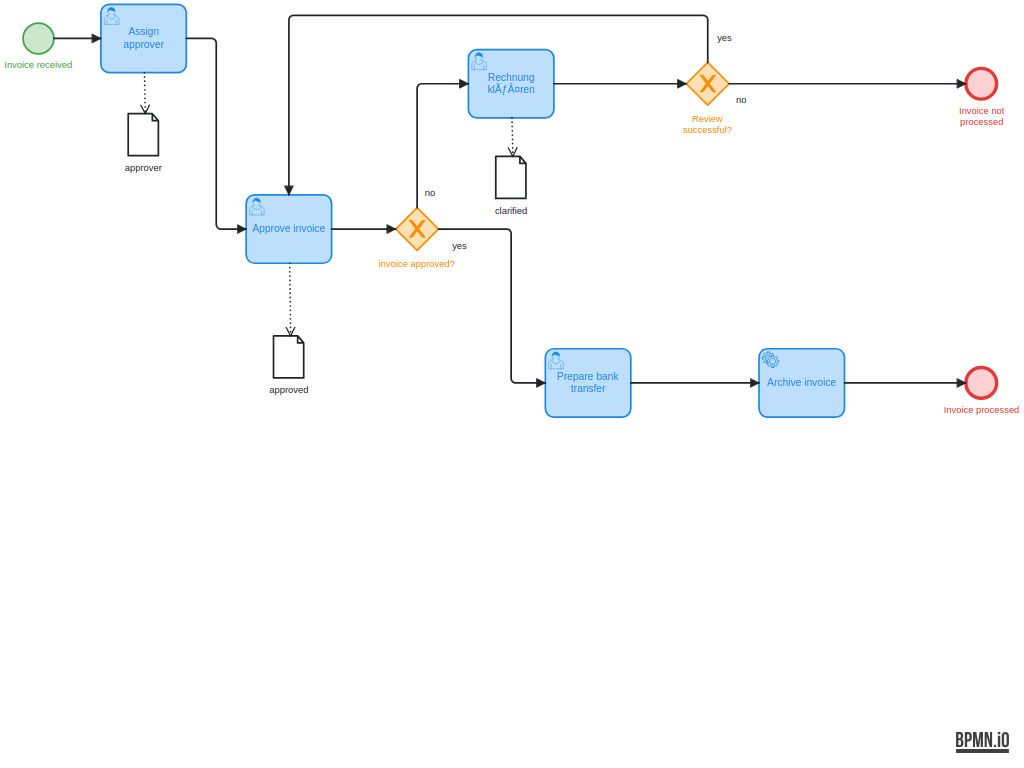 Assign
approver
Invoice received
approver
yes
Rechnung
klÃƒÂ¤ren
no
Review
successful?
Invoice not
processed
clarified
no
Approve invoice
yes
invoice approved?
approved
Prepare bank
transfer
Archive invoice
Invoice processed
BPMN.iO